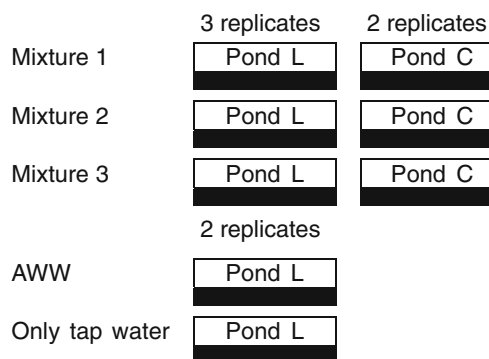 3 replicates 2 replicates
Mixture 1 Pond L Pond C
Mixture 2 Pond L Pond C
Mixture 3 Pond L Pond C
2 replicates
AWW Pond L
Only tap water Pond L